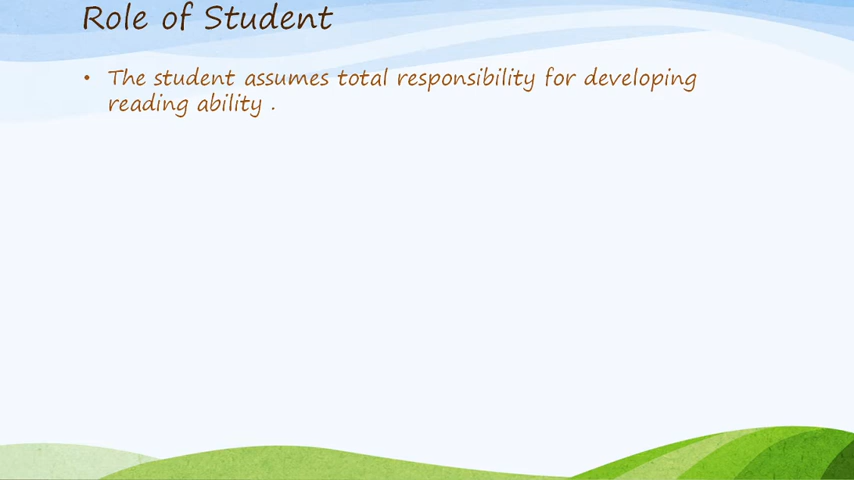 Role of Student
• The student assumes total responsibility for developing
reading ability .